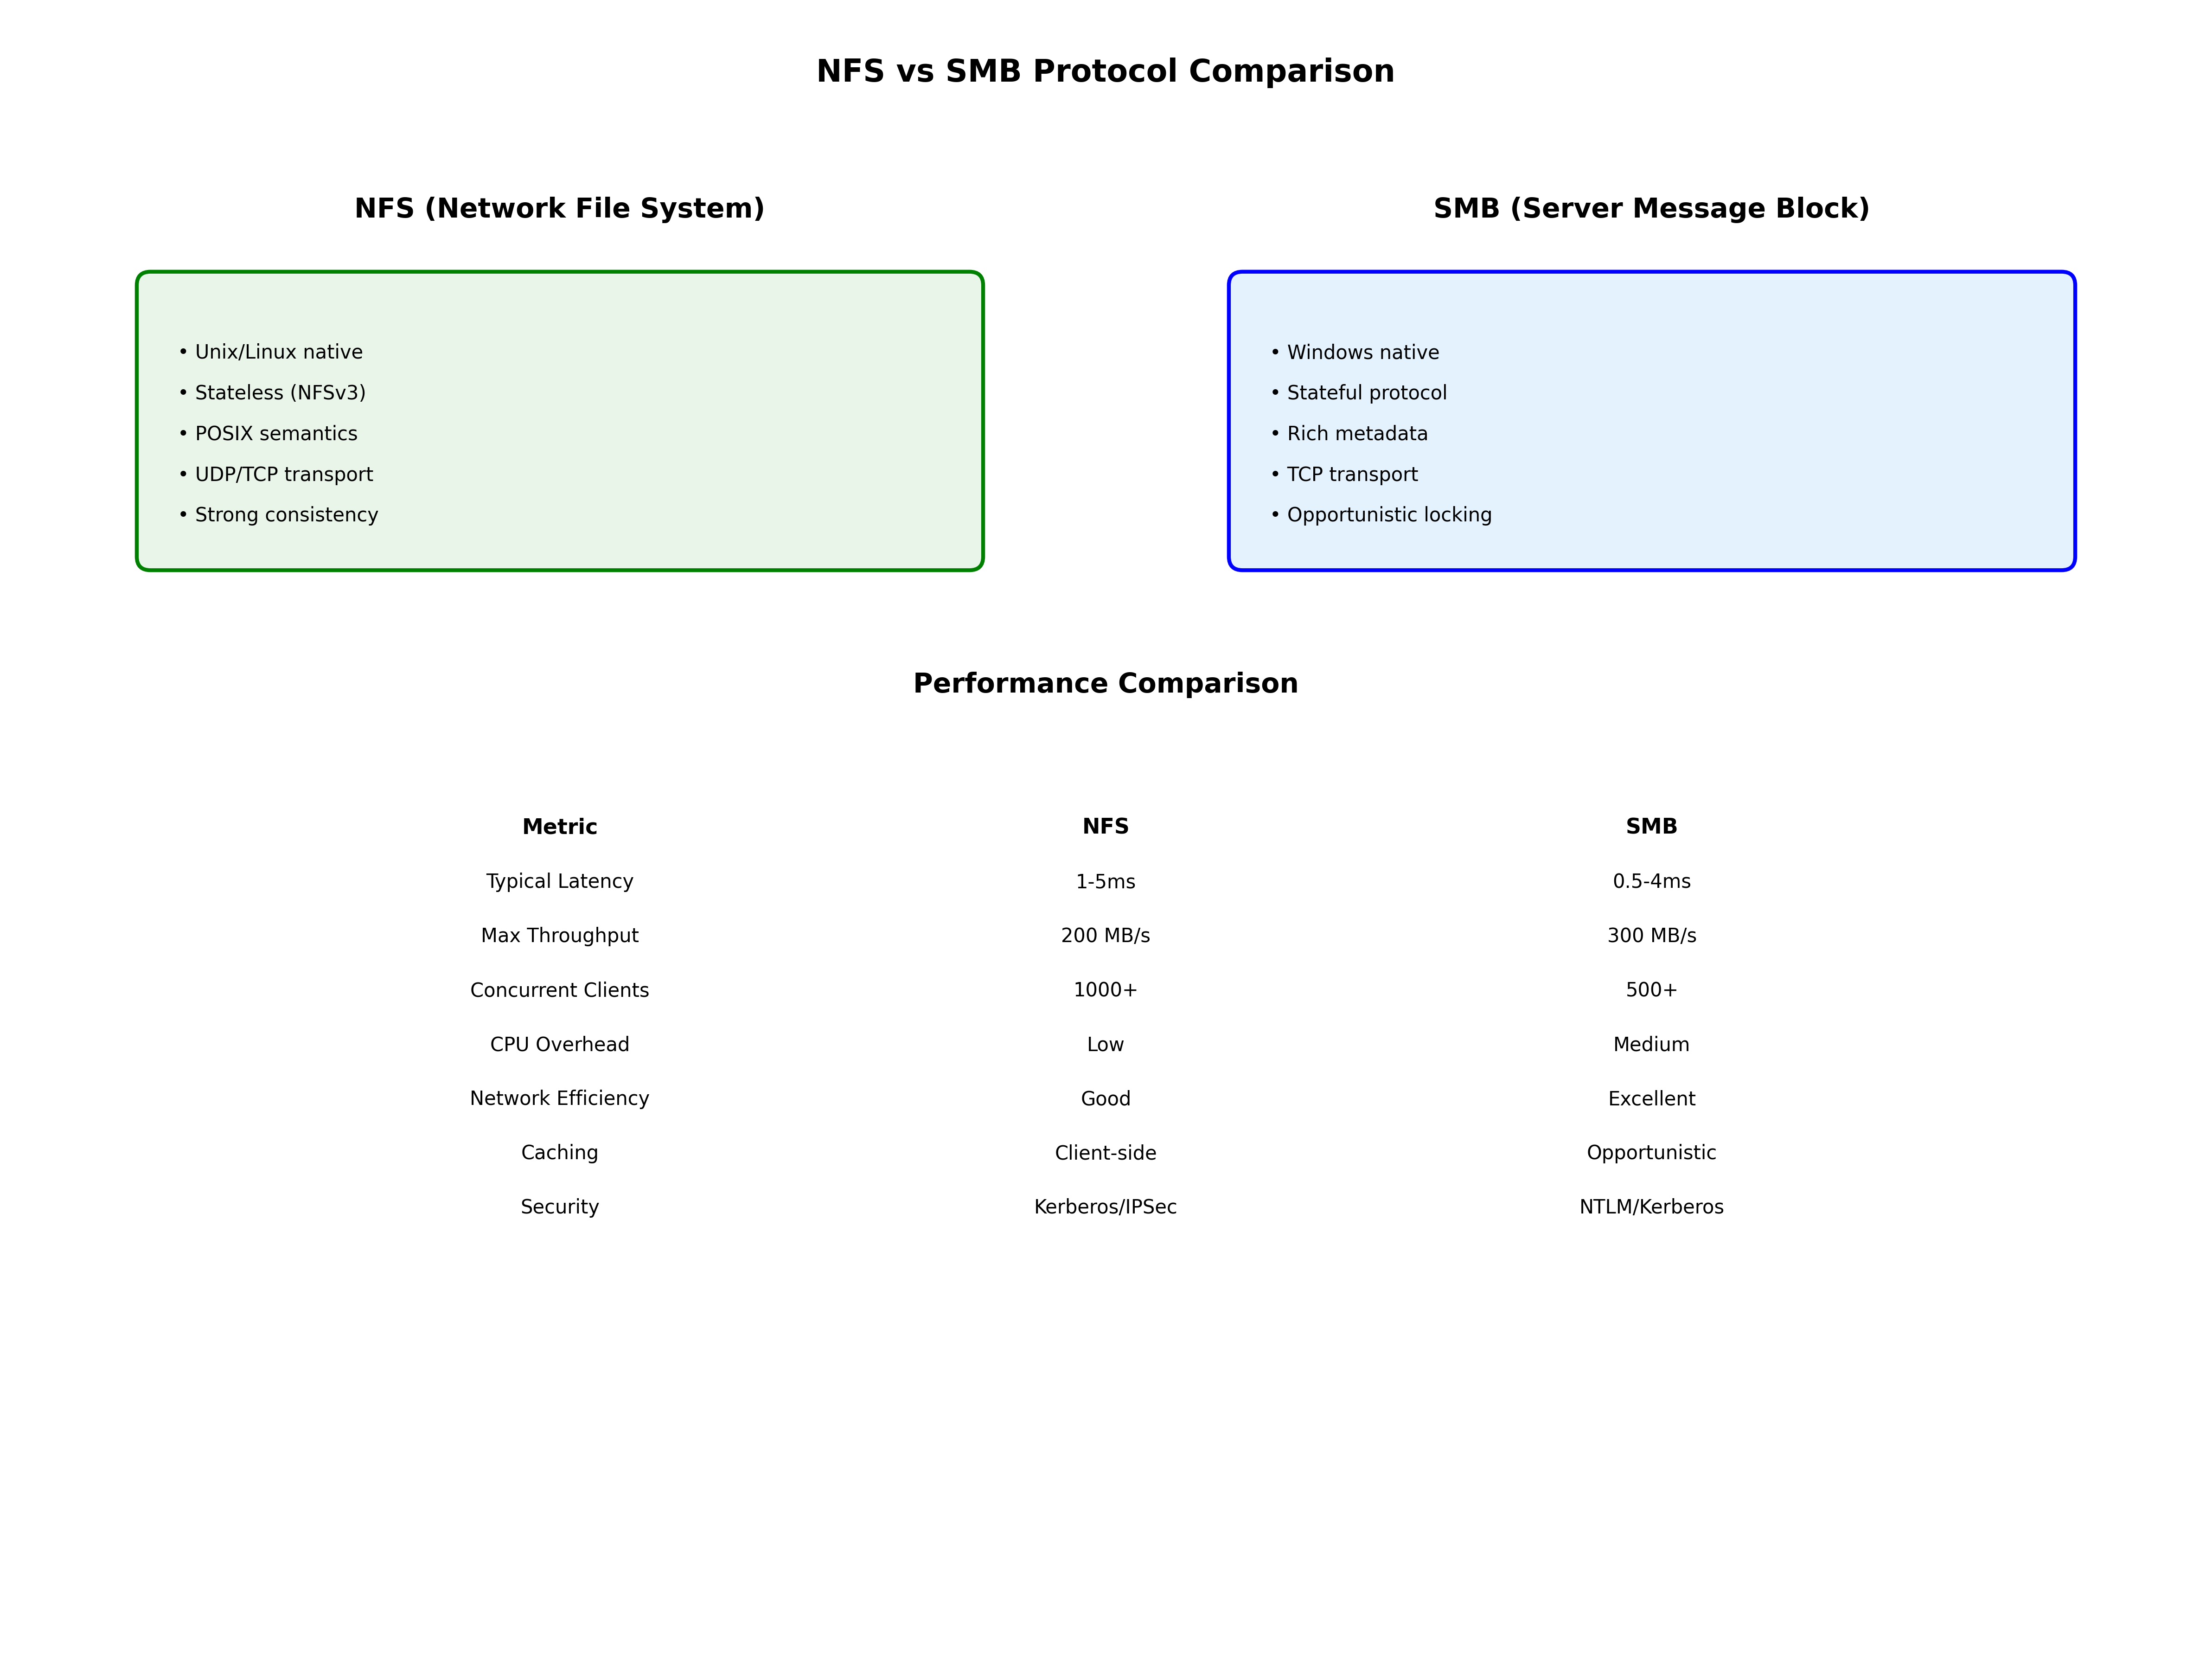 NFS vs SMB Protocol Comparison
NFS (Network File System)
• Unix/Linux native
• Stateless (NFSv3)
• POSIX semantics
• UDP/TCP transport
• Strong consistency
SMB (Server Message Block)
• Windows native
• Stateful protocol
• Rich metadata
• TCP transport
• Opportunistic locking
Performance Comparison
Metric NFS SMB
Typical Latency 1-5ms 0.5-4ms
Max Throughput 200 MB/s 300 MB/s
Concurrent Clients 1000+ 500+
CPU Overhead Low Medium
Network Efficiency Good Excellent
Caching Client-side Opportunistic
Security Kerberos/IPSec NTLM/Kerberos